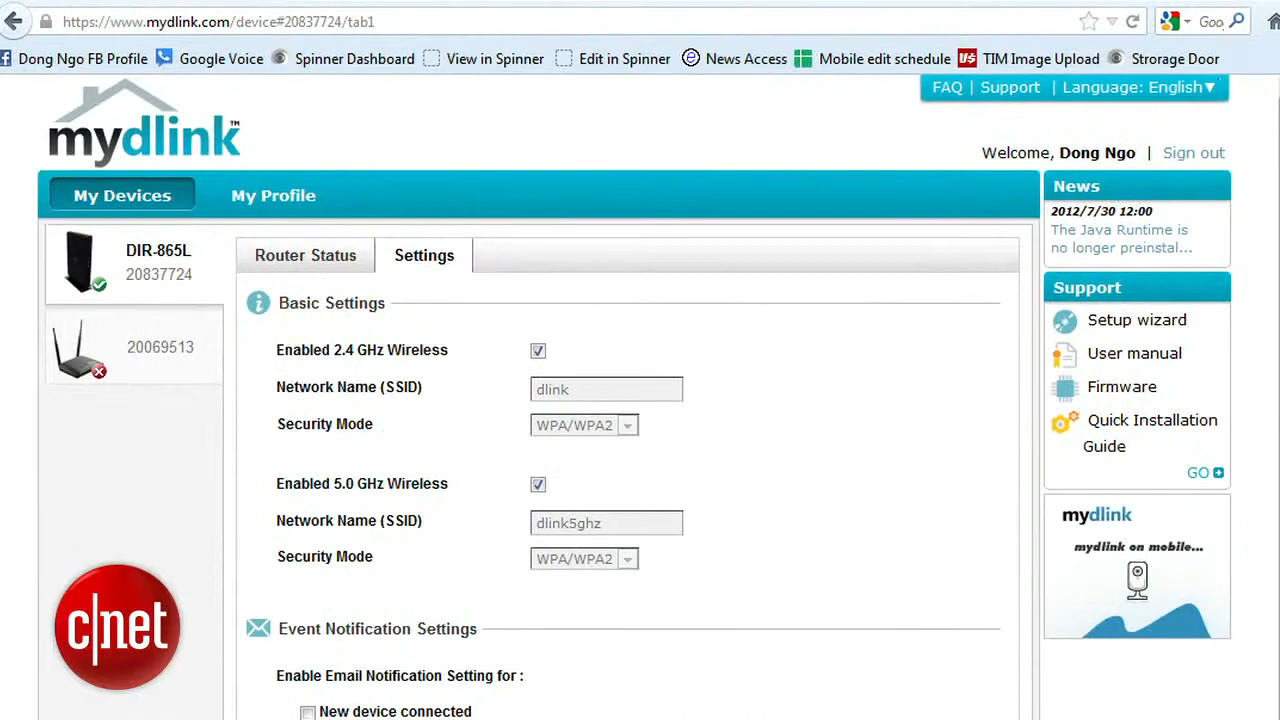 https://www.mydlink.com/device#20837724/tab1
Goo
Dong Ngo FB Profile Google Voice Spinner Dashboard View in Spinner Edit in Spinner News Access Mobile edit schedule TIM Image Upload Strorage Door
FAQ | Support | Language: English▼
mydlink™
Welcome, Dong Ngo | Sign out
My Devices My Profile
News
2012/7/30 12:00
The Java Runtime is
no longer preinstal...
DIR-865L
20837724
20069513
Router Status Settings
Basic Settings
Enabled 2.4 GHz Wireless
Network Name (SSID) dlink
Security Mode WPA/WPA2
Enabled 5.0 GHz Wireless
Network Name (SSID) dlink5ghz
Security Mode WPA/WPA2
Event Notification Settings
Enable Email Notification Setting for :
New device connected
Support
Setup wizard
User manual
Firmware
Quick Installation
Guide
GO
mydlink
mydlink on mobile...
c|net